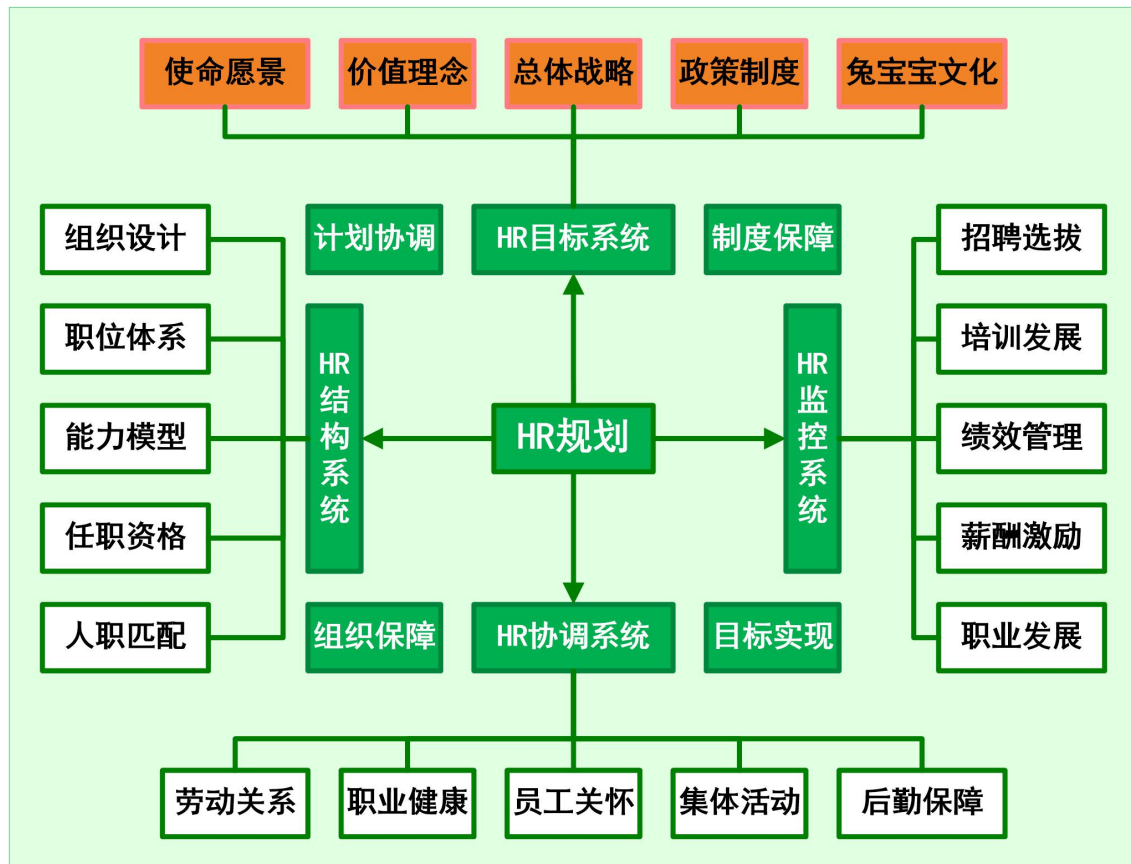 使命愿景
价值理念
总体战略
政策制度
兔宝宝文化
计划协调
HR目标系统
制度保障
组织设计
职位体系
能力模型
任职资格
人职匹配
HR结构系统
HR规划
HR监控系统
招聘选拔
培训发展
绩效管理
薪酬激励
职业发展
组织保障
HR协调系统
目标实现
劳动关系
职业健康
员工关怀
集体活动
后勤保障